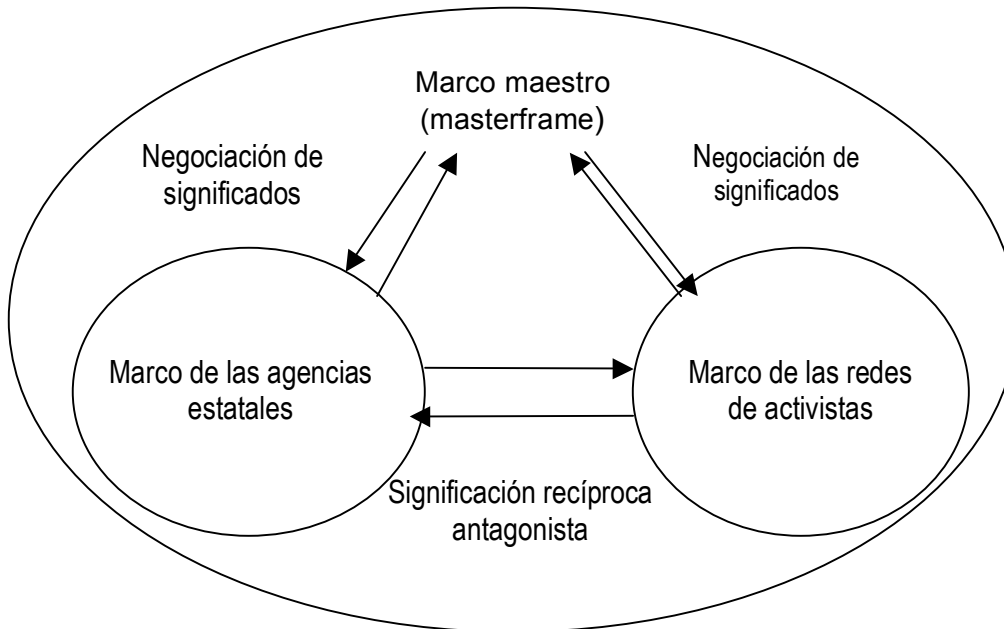 Marco maestro
(masterframe)
Negociación de
significados
Negociación de
significados
Marco de las agencias
estatales
Marco de las redes
de activistas
Significación recíproca
antagonista